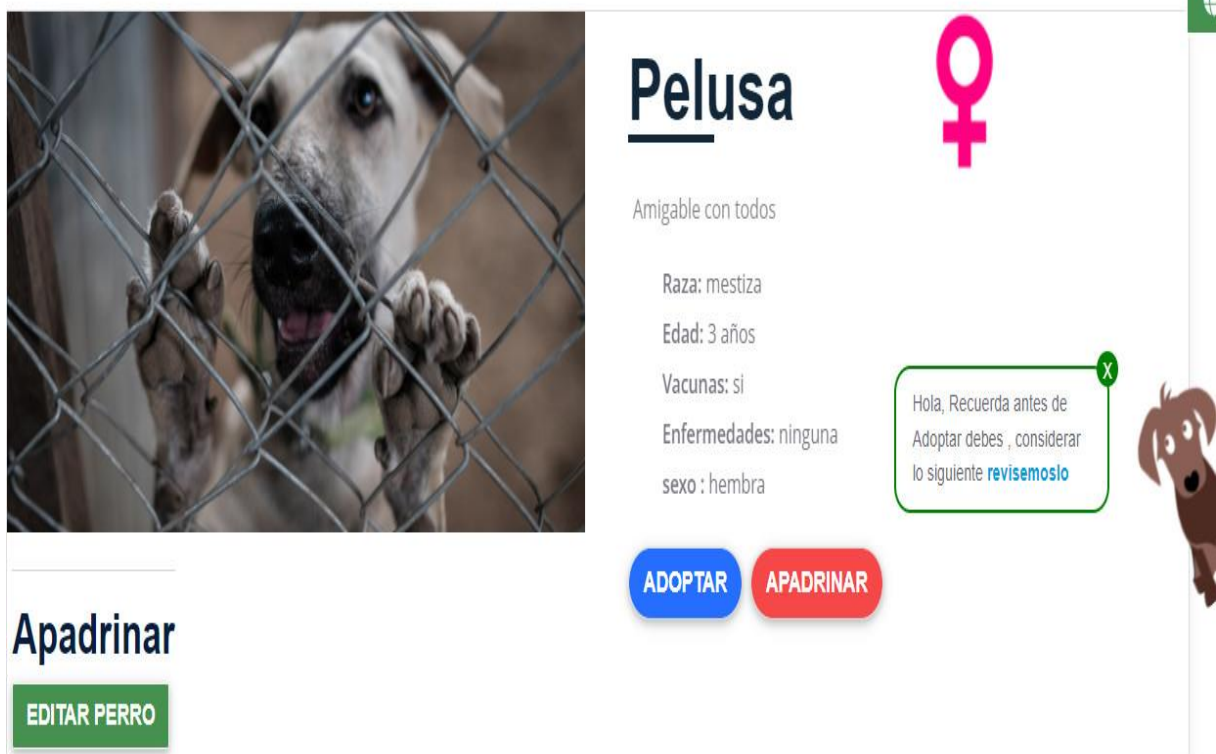 Pelusa
Amigable con todos
Raza: mestiza
Edad: 3 años
Vacunas: si
Enfermedades: ninguna
sexo : hembra
X
Hola, Recuerda antes de
Adoptar debes , considerar
lo siguiente revisemoslo
ADOPTAR
APADRINAR
Apadrinar
EDITAR PERRO